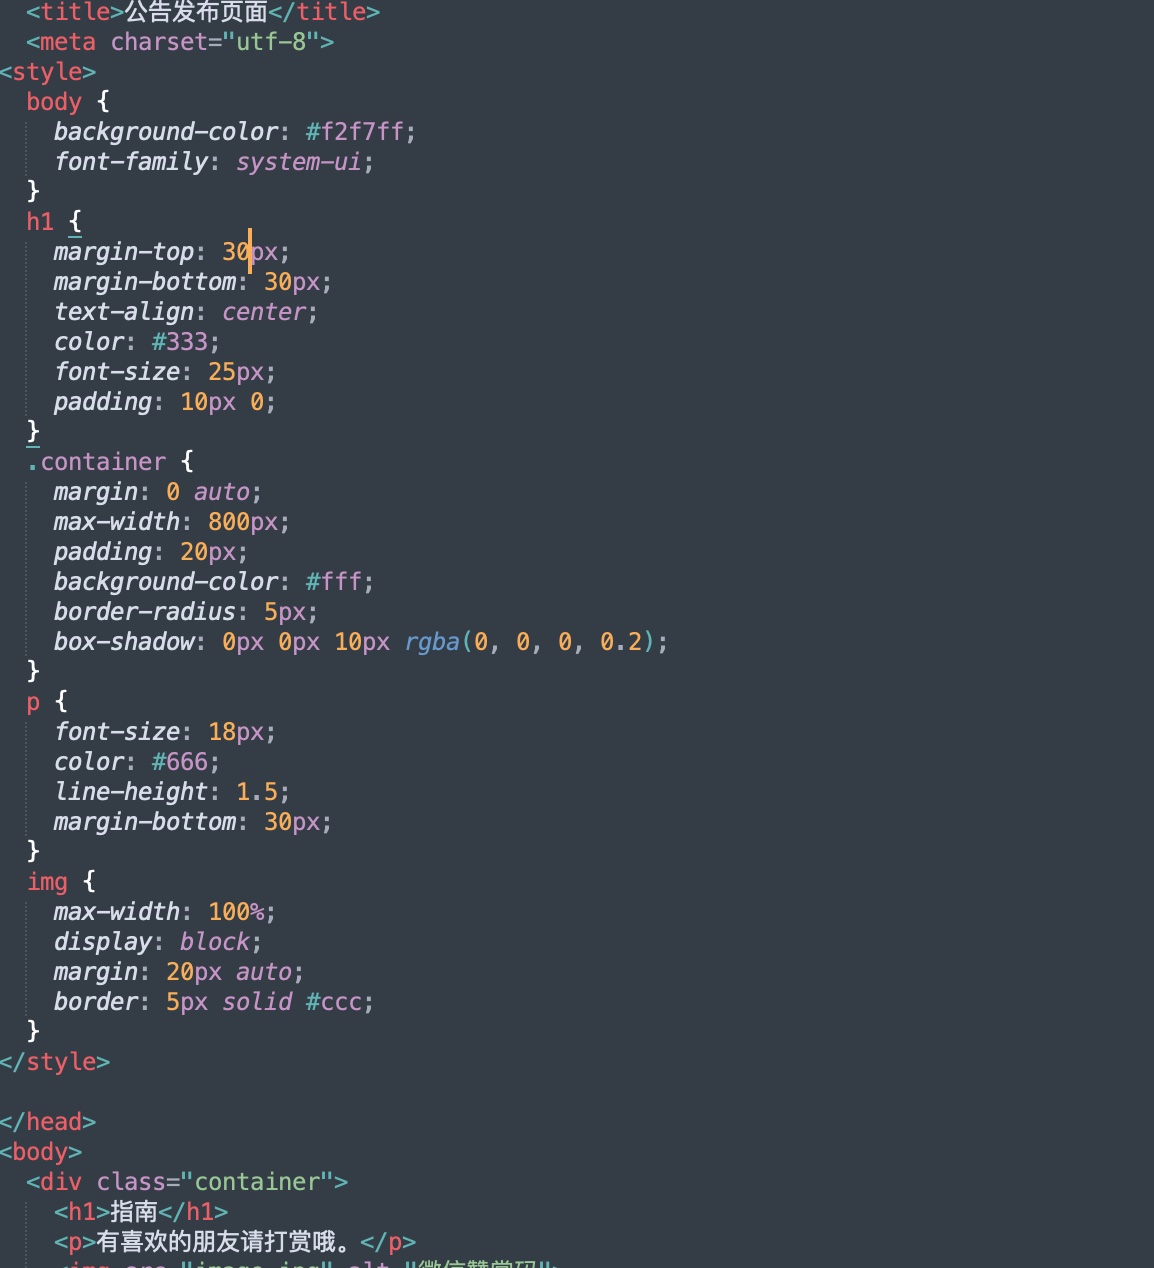 <title>公告发布页面</title>
<meta charset="utf-8">
<style>
body {
background-color: #f2f7ff;
font-family: system-ui;
}
h1 {
margin-top: 30px;
margin-bottom: 30px;
text-align: center;
color: #333;
font-size: 25px;
padding: 10px 0;
}
.container {
margin: 0 auto;
max-width: 800px;
padding: 20px;
background-color: #fff;
border-radius: 5px;
box-shadow: 0px 0px 10px rgba(0, 0, 0, 0.2);
}
p {
font-size: 18px;
color: #666;
line-height: 1.5;
margin-bottom: 30px;
}
img {
max-width: 100%;
display: block;
margin: 20px auto;
border: 5px solid #ccc;
}
</style>
</head>
<body>
<div class="container">
<h1>指南</h1>
<p>有喜欢的朋友请打赏哦。</p>